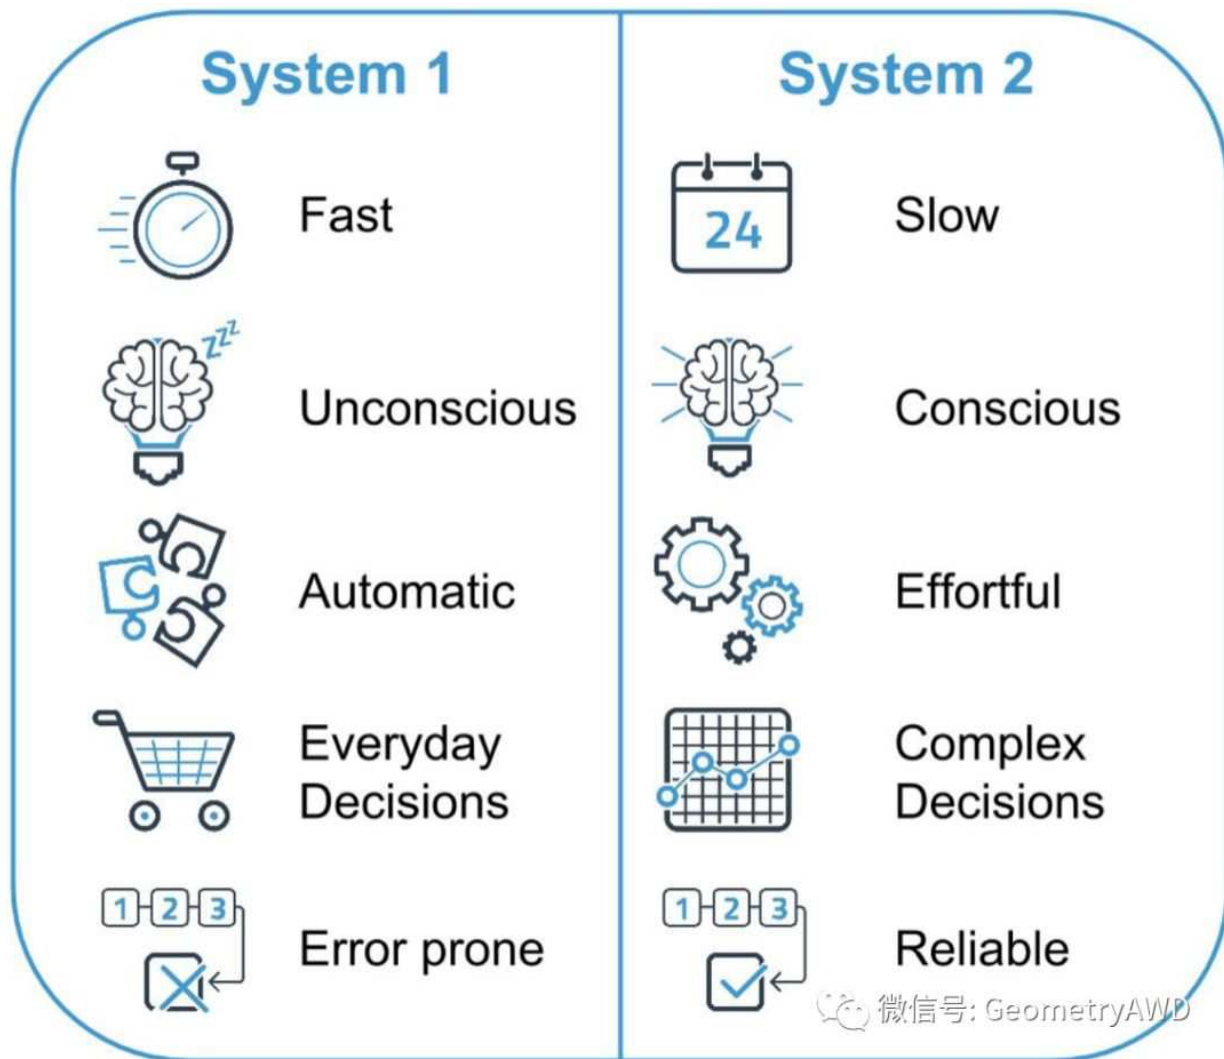 System 1
Fast
Unconscious
zzz
Automatic
Everyday
Decisions
1 2 3
Error prone
System 2
24
Slow
Conscious
Effortful
Complex
Decisions
1 2 3
Reliable
微信号: GeometryAWD